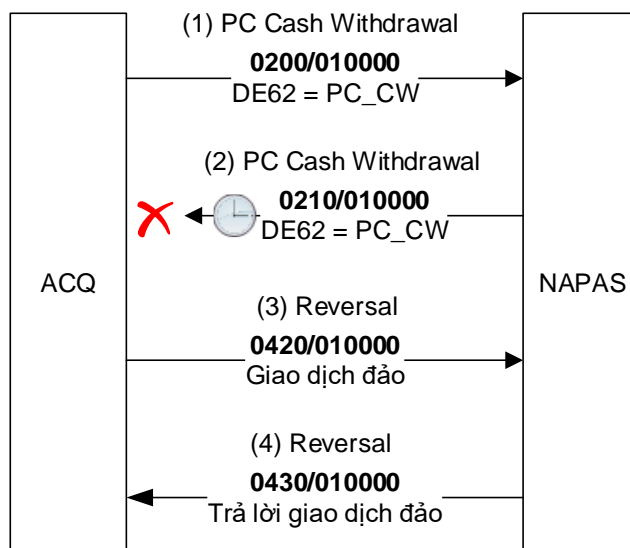 (1) PC Cash Withdrawal
0200/010000
DE62 = PC_CW
(2) PC Cash Withdrawal
0210/010000
DE62 = PC_CW
ACQ
NAPAS
(3) Reversal
0420/010000
Giao dịch đảo
(4) Reversal
0430/010000
Trả lời giao dịch đảo